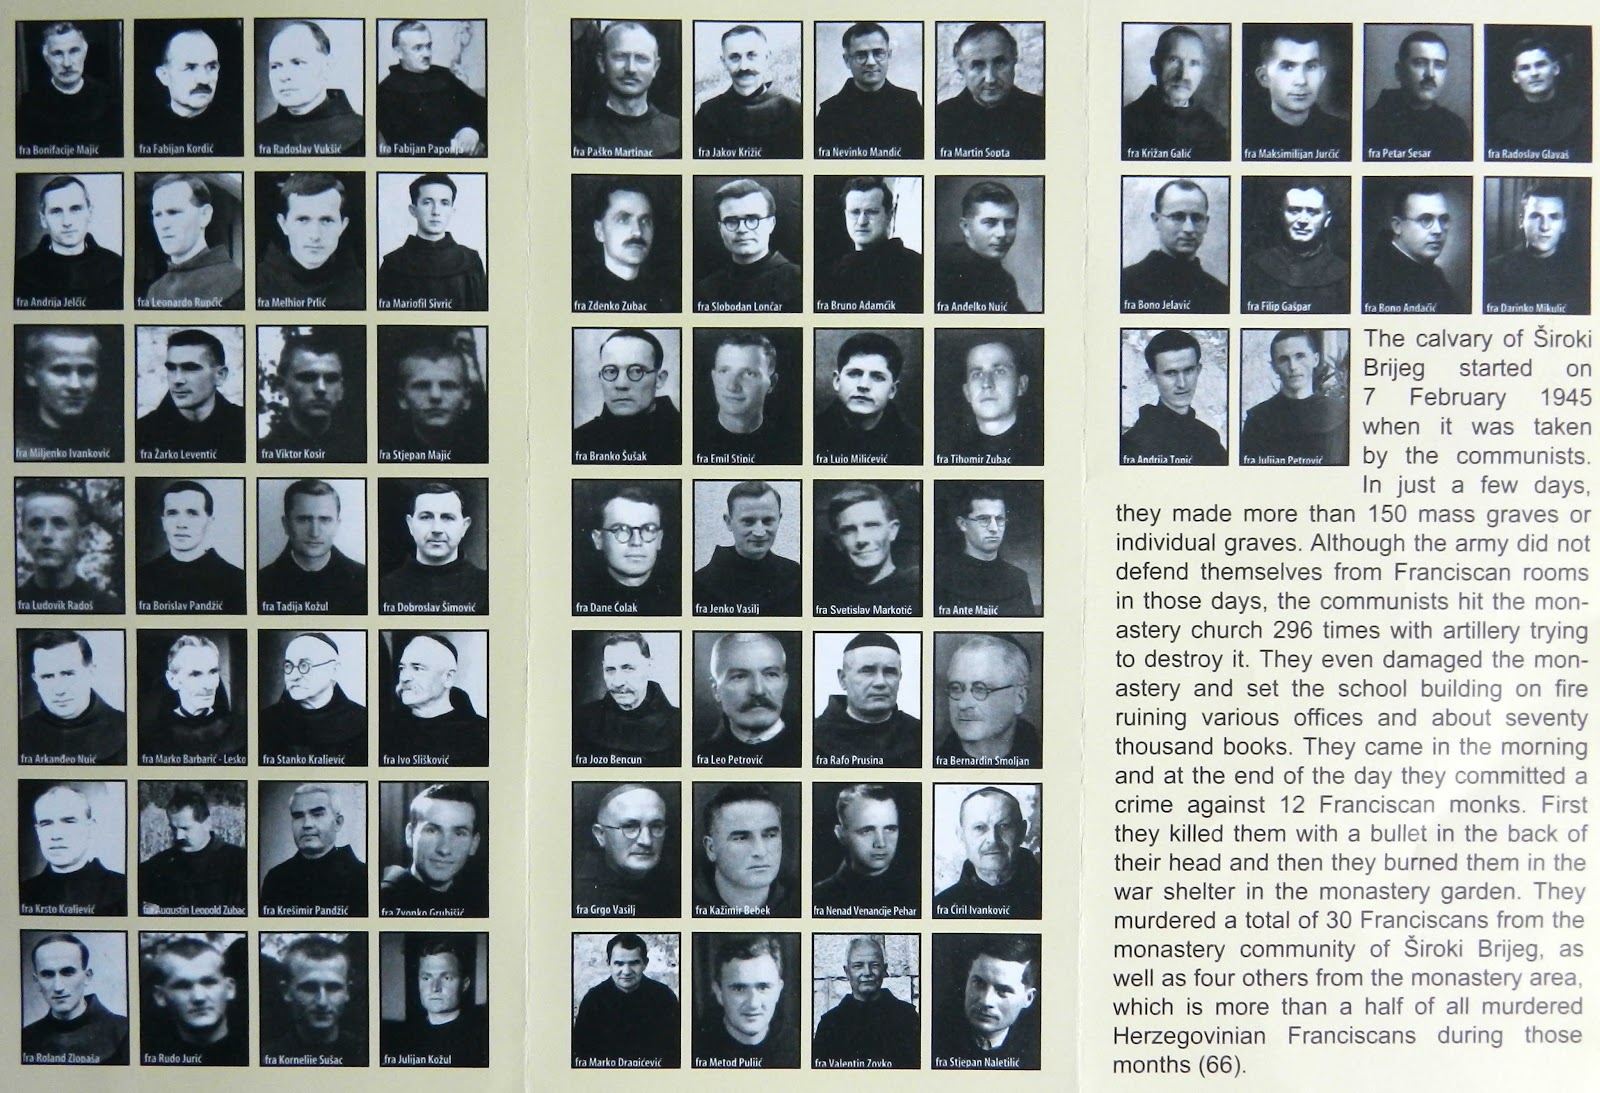 fra Bonifacije Majić
fra Fabijan Kordić
fra Radoslav Vukšić
fra Fabijan Paponja
fra Andrija Jelčić
fra Leonardo Rupčić
fra Melhior Prlić
fra Mariofil Sivrić
fra Miljenko Ivanković
fra Žarko Leventić
fra Viktor Kosir
fra Stjepan Majić
fra Ludovik Radoš
fra Borislav Pandžić
fra Tadija Kožul
fra Dobroslav Šimović
fra Arkanđeo Nuić
fra Marko Barbarić - Lesko
fra Stanko Kraljević
fra Ivo Slišković
fra Krsto Kraljević
fra Augustin Leopold Zubac
fra Krešimir Pandžić
fra Zvonko Grubišić
fra Roland Zlopaša
fra Rudo Jurić
fra Kornelije Sušac
fra Julijan Kožul
fra Paško Martinac
fra Jakov Križić
fra Nevinko Mandić
fra Martin Sopta
fra Zdenko Zubac
fra Slobodan Lončar
fra Bruno Adamčik
fra Anđelko Nuić
fra Branko Šušak
fra Emil Stipić
fra Lujo Milićević
fra Tihomir Zubac
fra Dane Čolak
fra Jenko Vasilj
fra Svetislav Markotić
fra Ante Majić
fra Jozo Bencun
fra Leo Petrović
fra Rafo Prusina
fra Bernardin Smoljan
fra Grgo Vasilj
fra Kažimir Bebek
fra Nenad Venancije Pehar
fra Ćiril Ivanković
fra Marko Dragićević
fra Metod Puljić
fra Valentin Zovko
fra Stjepan Naletilić
fra Križan Galić
fra Maksimilijan Jurčić
fra Petar Sesar
fra Radoslav Glavaš
fra Bono Jelavić
fra Filip Gašpar
fra Bono Andačić
fra Darinko Mikulić
fra Andrija Topić
fra Julijan Petrović
The calvary of Široki
Brijeg started on
7 February 1945
when it was taken
by the communists.
In just a few days,
they made more than 150 mass graves or
individual graves. Although the army did not
defend themselves from Franciscan rooms
in those days, the communists hit the mon-
astery church 296 times with artillery trying
to destroy it. They even damaged the mon-
astery and set the school building on fire
ruining various offices and about seventy
thousand books. They came in the morning
and at the end of the day they committed a
crime against 12 Franciscan monks. First
they killed them with a bullet in the back of
their head and then they burned them in the
war shelter in the monastery garden. They
murdered a total of 30 Franciscans from the
monastery community of Široki Brijeg, as
well as four others from the monastery area,
which is more than a half of all murdered
Herzegovinian Franciscans during those
months (66).